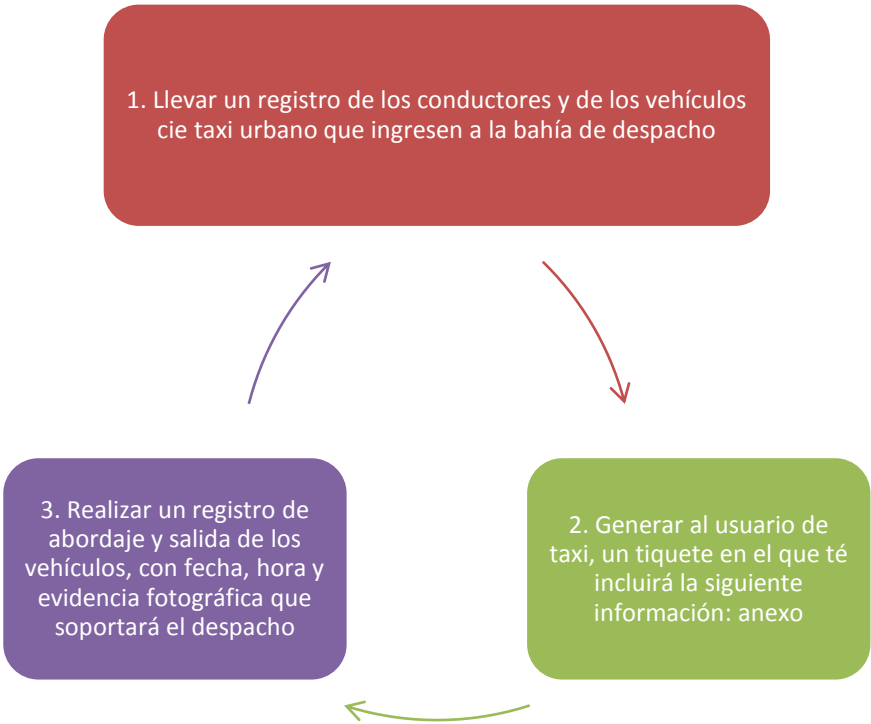 1. Llevar un registro de los conductores y de los vehículos
cie taxi urbano que ingresen a la bahía de despacho
3. Realizar un registro de
abordaje y salida de los
vehículos, con fecha, hora y
evidencia fotográfica que
soportará el despacho
2. Generar al usuario de
taxi, un tiquete en el que té
incluirá la siguiente
información: anexo